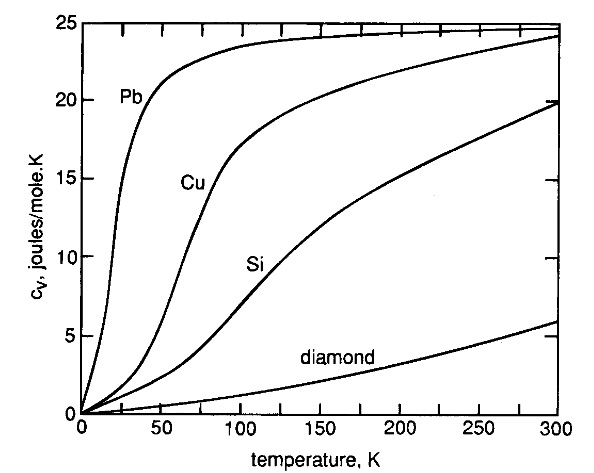 25
20
15
10
5
0
c_v, joules/mole.K
Pb
Cu
Si
diamond
0 50 100 150 200 250 300
temperature, K